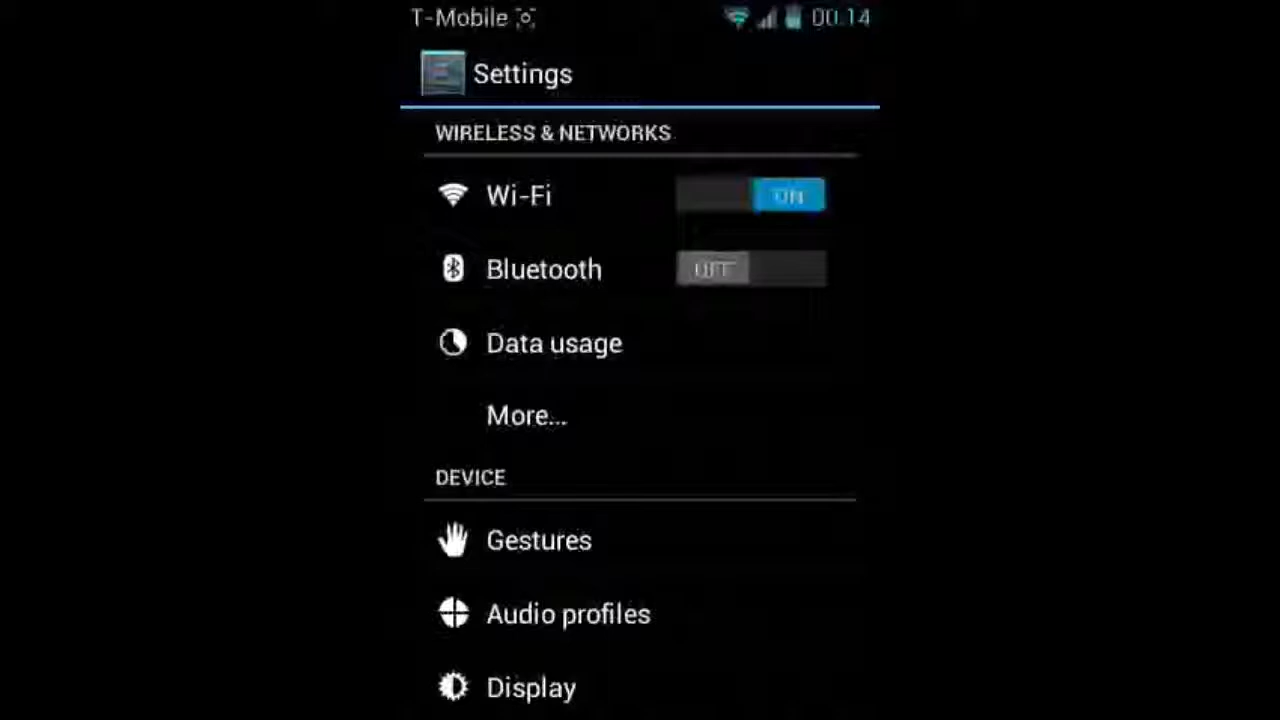 T-Mobile 00.14
Settings
WIRELESS & NETWORKS
Wi-Fi ON
Bluetooth OFF
Data usage
More...
DEVICE
Gestures
Audio profiles
Display